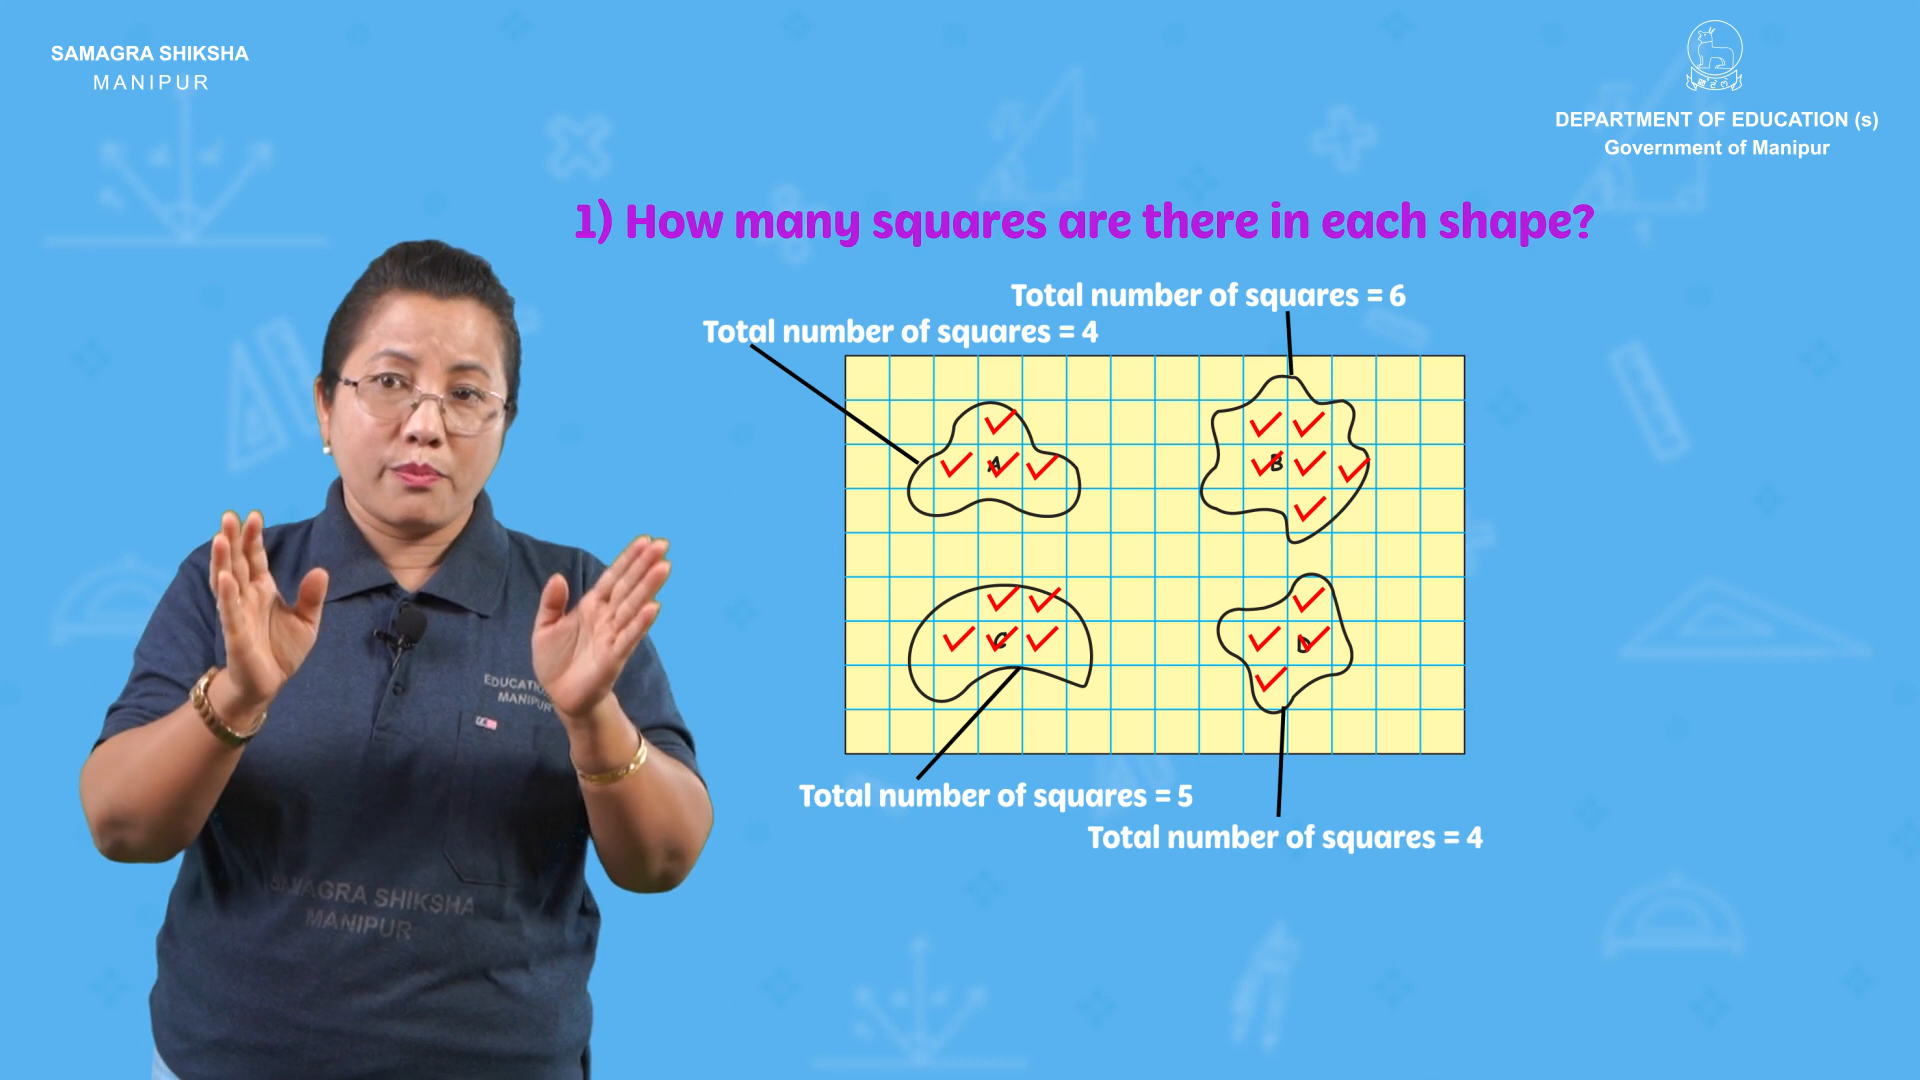 SAMAGRA SHIKSHA
MANIPUR
DEPARTMENT OF EDUCATION (s)
Government of Manipur
1) How many squares are there in each shape?
Total number of squares = 6
Total number of squares = 4
A
B
C
D
Total number of squares = 5
Total number of squares = 4
EDUCATION
MANIPUR
SAMAGRA SHIKSHA
MANIPUR